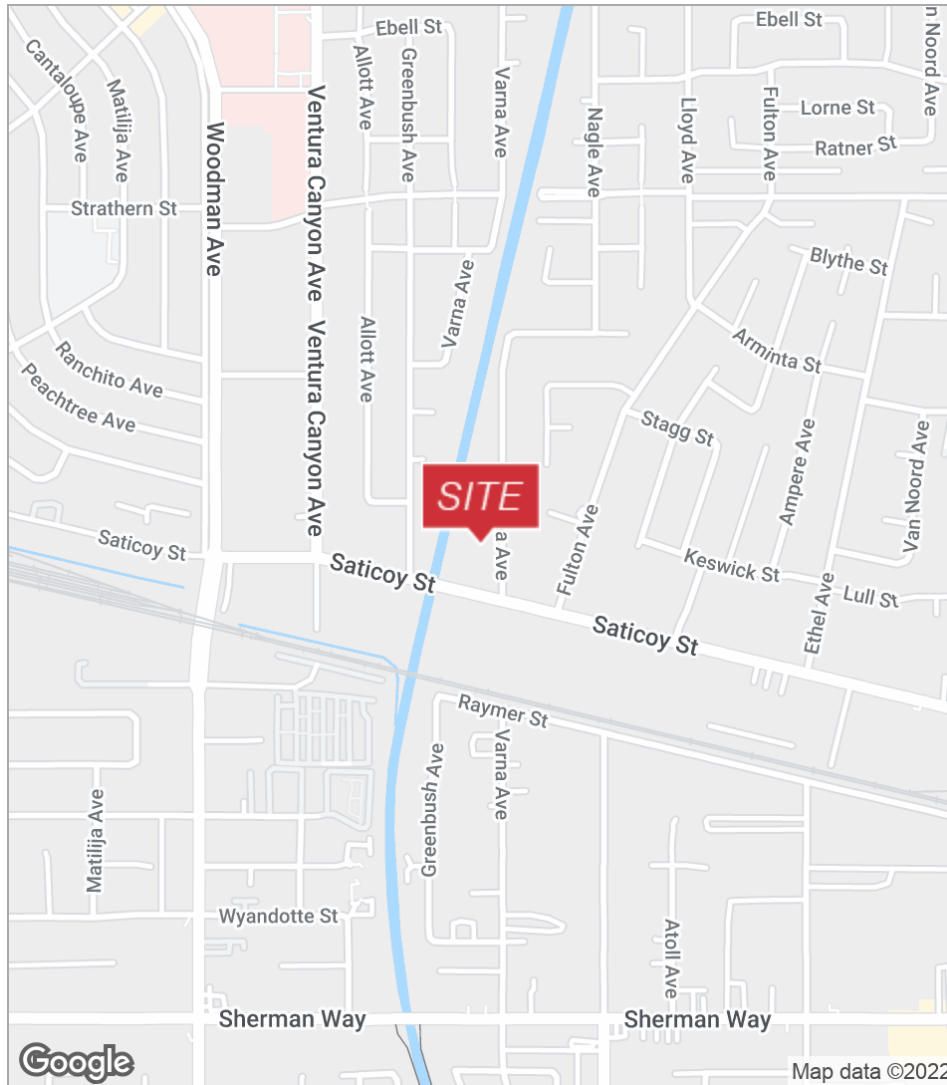 Ebell St
Ebell St
n Noord Ave
Cantaloupe Ave
Matilija Ave
Allott Ave
Greenbush Ave
Varna Ave
Ventura Canyon Ave
Woodman Ave
Nagle Ave
Lloyd Ave
Fulton Ave
Lorne St
Ratner St
Strathern St
Varna Ave
Blythe St
Ranchito Ave
Peachtree Ave
Ventura Canyon Ave
Allott Ave
Arminta St
Stagg St
Ampere Ave
Van Noord Ave
SITE
Saticoy St
Saticoy St
a Ave
Fulton Ave
Keswick St
Lull St
Ethel Ave
Saticoy St
Raymer St
Greenbush Ave
Varna Ave
Matilija Ave
Wyandotte St
Atoll Ave
Sherman Way
Sherman Way
Google
Map data ©2022